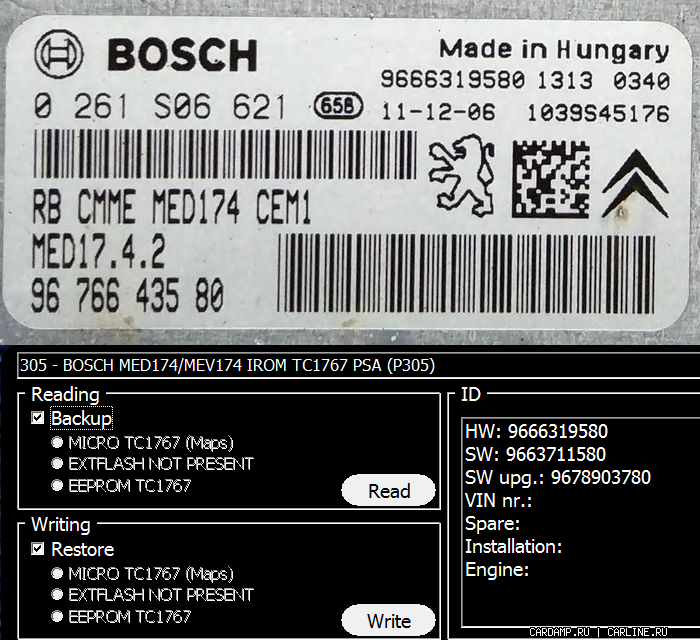 BOSCH
Made in Hungary
9666319580 1313 0340
0 261 S06 621 65B 11-12-06 1039S45176
RB CMME MED174 CEM1
MED17.4.2
96 766 435 80
305 - BOSCH MED174/MEV174 IROM TC1767 PSA (P305)
Reading
Backup
MICRO TC1767 (Maps)
EXTFLASH NOT PRESENT
EEPROM TC1767
Read
Writing
Restore
MICRO TC1767 (Maps)
EXTFLASH NOT PRESENT
EEPROM TC1767
Write
ID
HW: 9666319580
SW: 9663711580
SW upg.: 9678903780
VIN nr.:
Spare:
Installation:
Engine:
CARDAMP.RU | CARLINE.RU